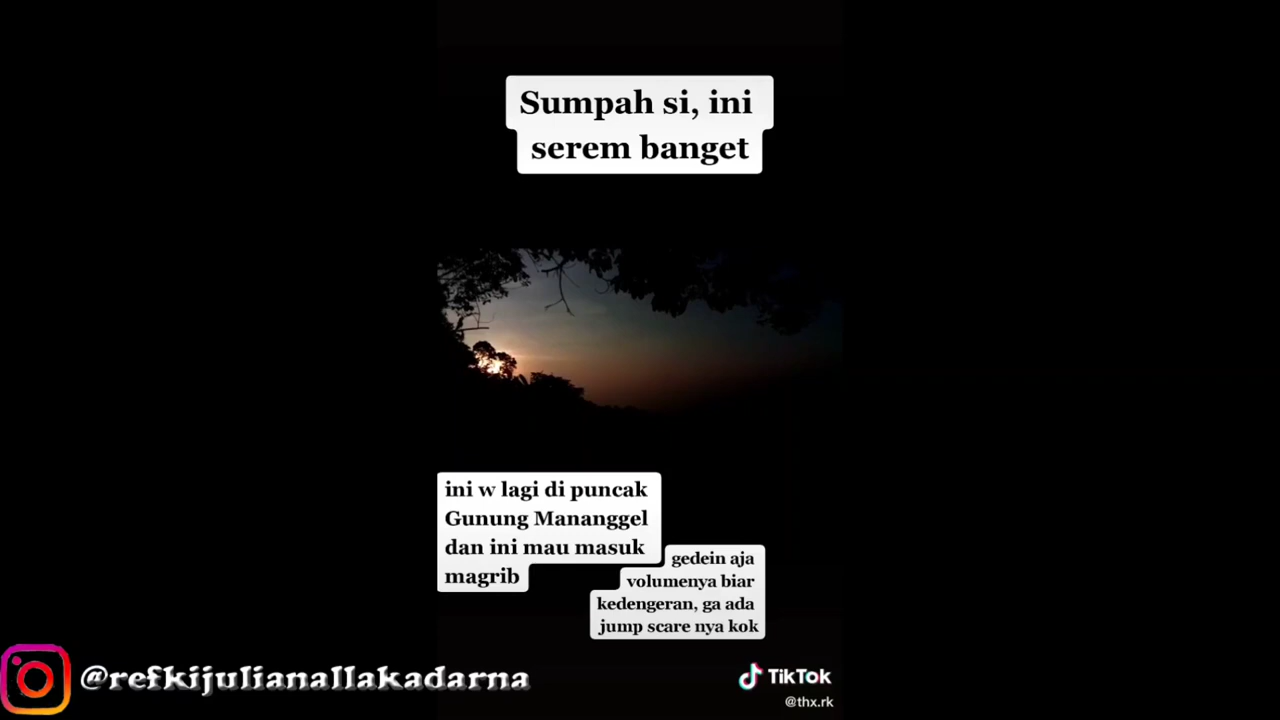 Sumpah si, ini
serem banget
ini w lagi di puncak
Gunung Mananggel
dan ini mau masuk
magrib
gedein aja
volumenya biar
kedengeran, ga ada
jump scare nya kok
@refkijulianallakadarna
TikTok
@thx.rk